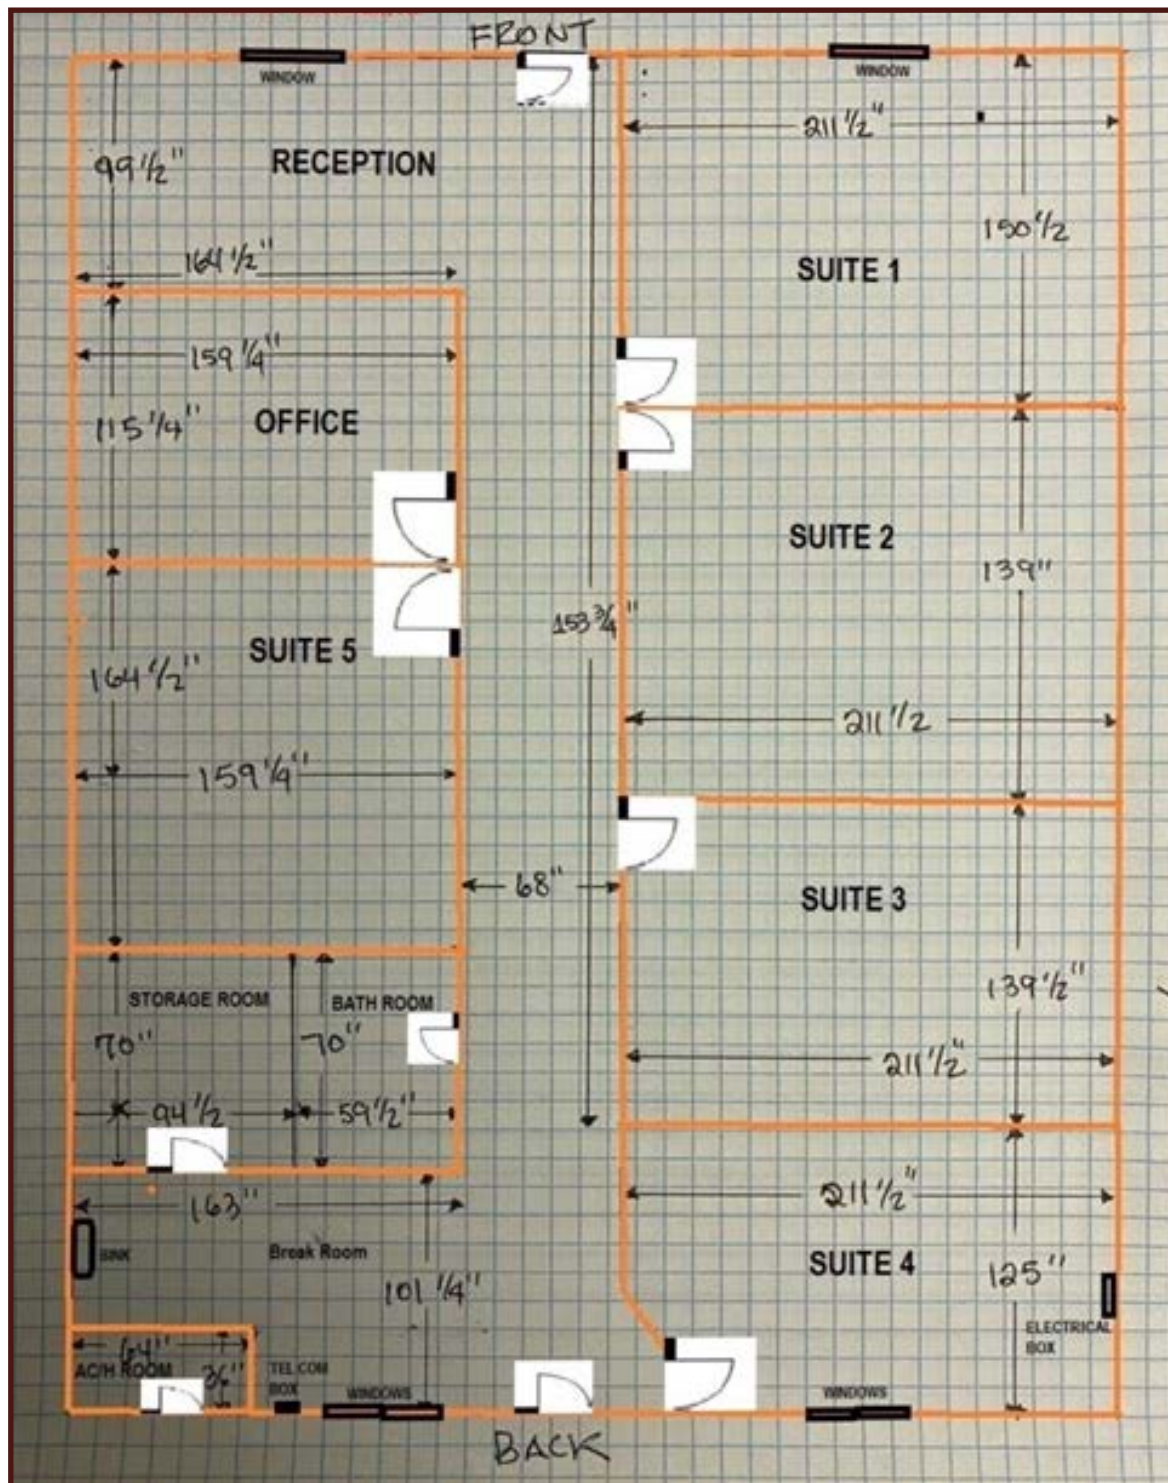 FRONT
WINDOW
WINDOW
211 1/2"
99 1/2"
RECEPTION
150 1/2
164 1/2"
SUITE 1
159 1/4"
115 1/4"
OFFICE
SUITE 2
139"
153 3/4"
SUITE 5
164 1/2"
211 1/2
159 1/4"
68"
SUITE 3
STORAGE ROOM
BATH ROOM
139 1/2"
70"
70"
211 1/2"
94 1/2
59 1/2"
211 1/2"
163"
SINK
Break Room
SUITE 4
125"
101 1/4"
ELECTRICAL
BOX
64"
AC/H ROOM
36"
TEL COM
BOX
WINDOWS
WINDOWS
BACK